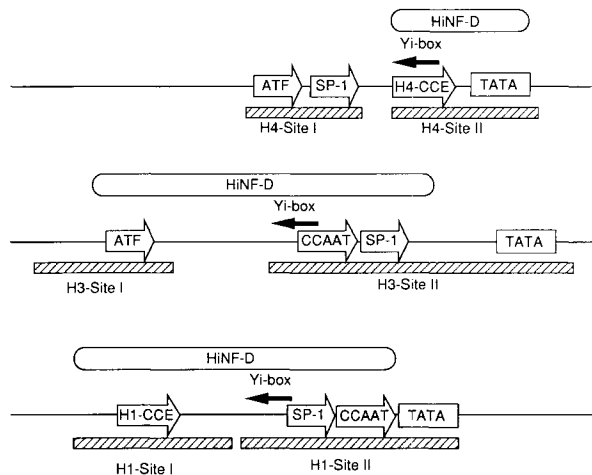 HiNF-D
Yi-box
ATF SP-1 H4-CCE TATA
H4-Site I H4-Site II
HiNF-D
Yi-box
ATF CCAAT SP-1 TATA
H3-Site I H3-Site II
HiNF-D
Yi-box
H1-CCE SP-1 CCAAT TATA
H1-Site I H1-Site II